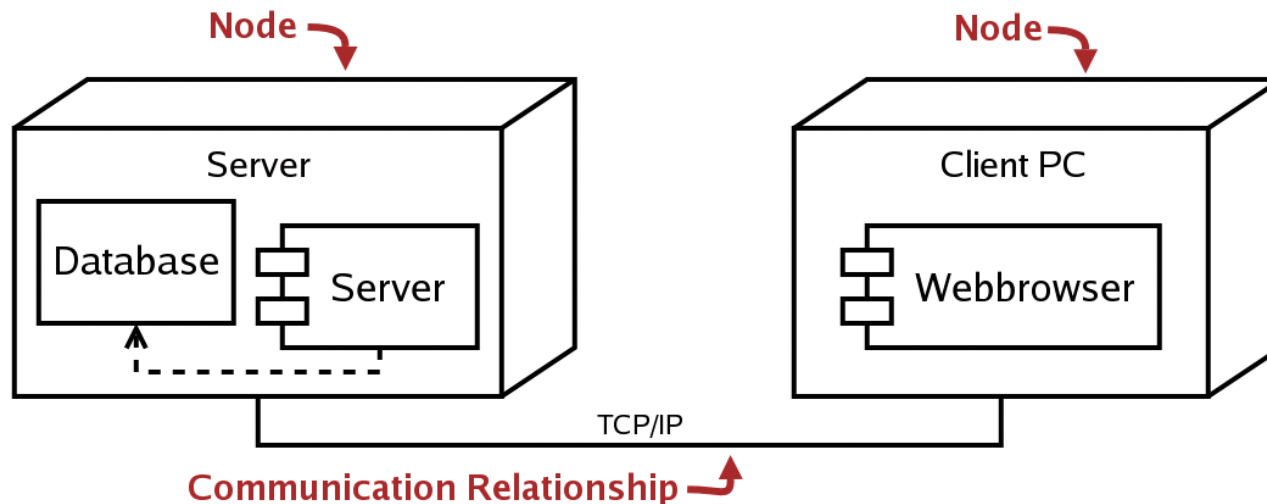 Node
Node
Server
Client PC
Database
Server
Webbrowser
TCP/IP
Communication Relationship